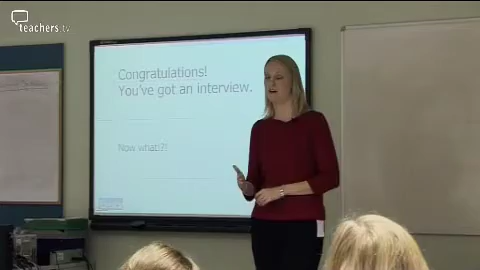 teachers.tv
Congratulations!
You've got an interview.
Now what!?!